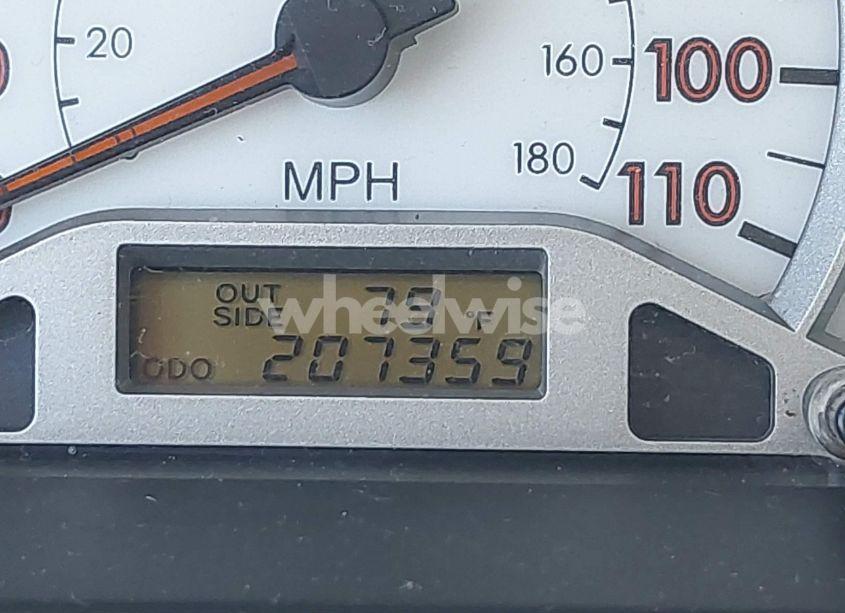 20
160
100
180
110
MPH
OUT SIDE 79 °F
wheelwise
ODO 207359